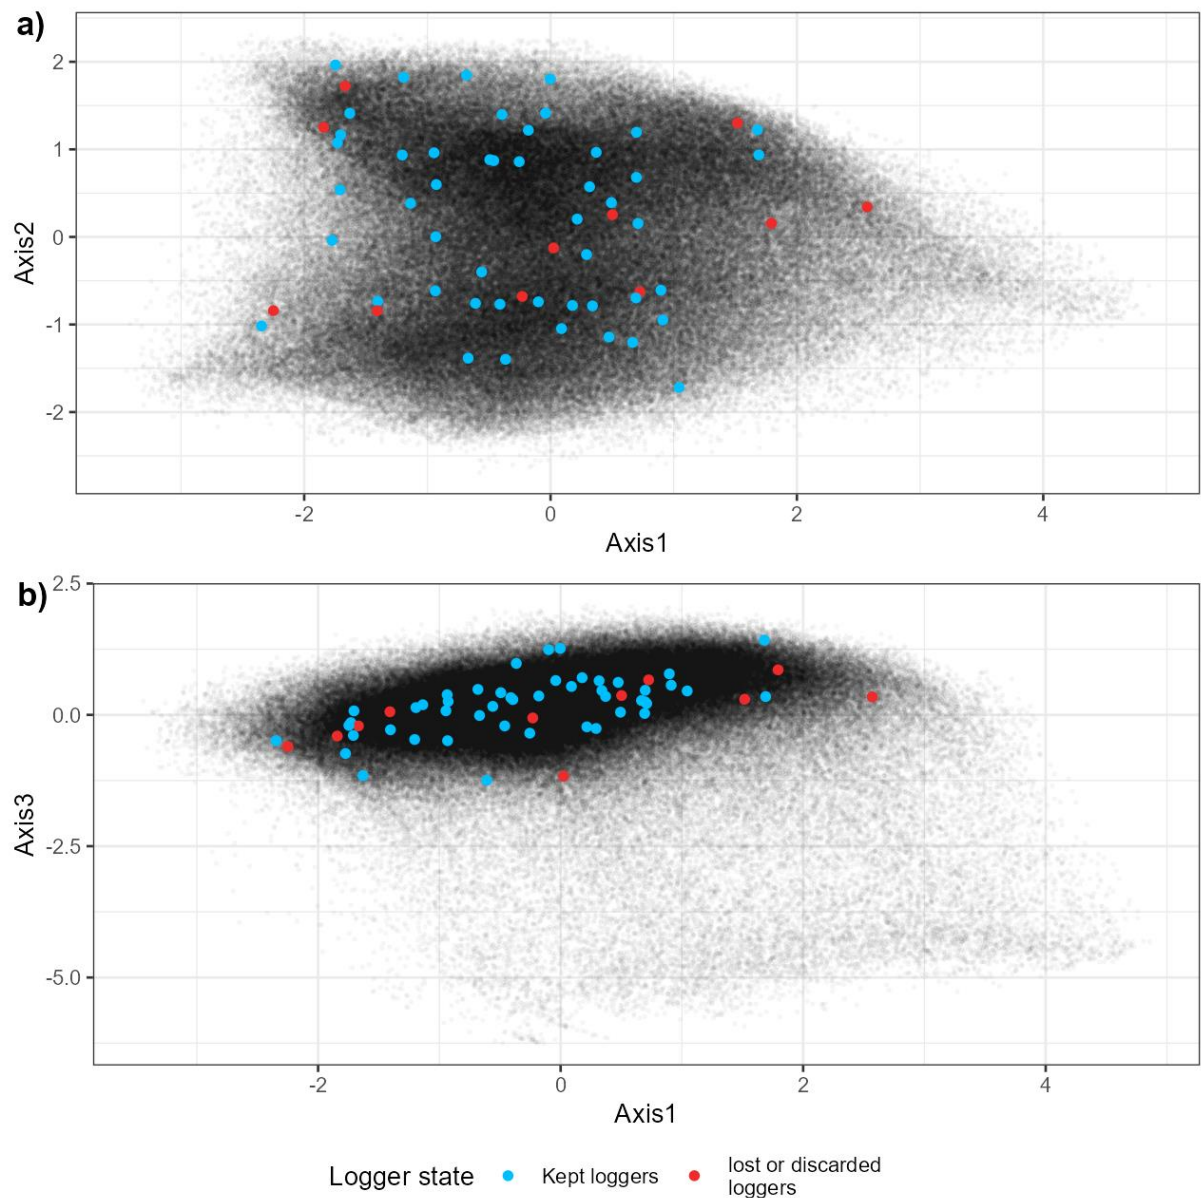 a)
2
1
0
-1
-2
Axis2
-2 0 2 4
Axis1
b)
2.5
0.0
-2.5
-5.0
Axis3
-2 0 2 4
Axis1
Logger state Kept loggers lost or discarded
loggers